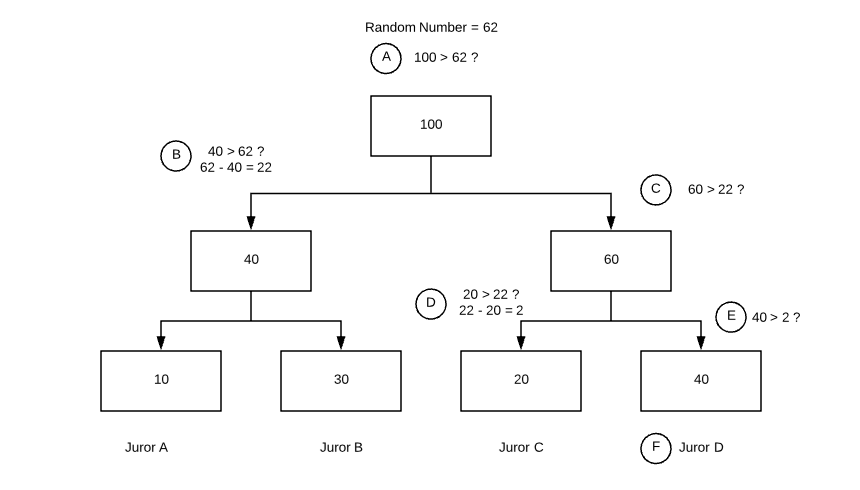 Random Number = 62
A
100 > 62 ?
100
B
40 > 62 ?
62 - 40 = 22
C
60 > 22 ?
40
60
D
20 > 22 ?
22 - 20 = 2
E
40 > 2 ?
10
30
20
40
Juror A
Juror B
Juror C
F
Juror D